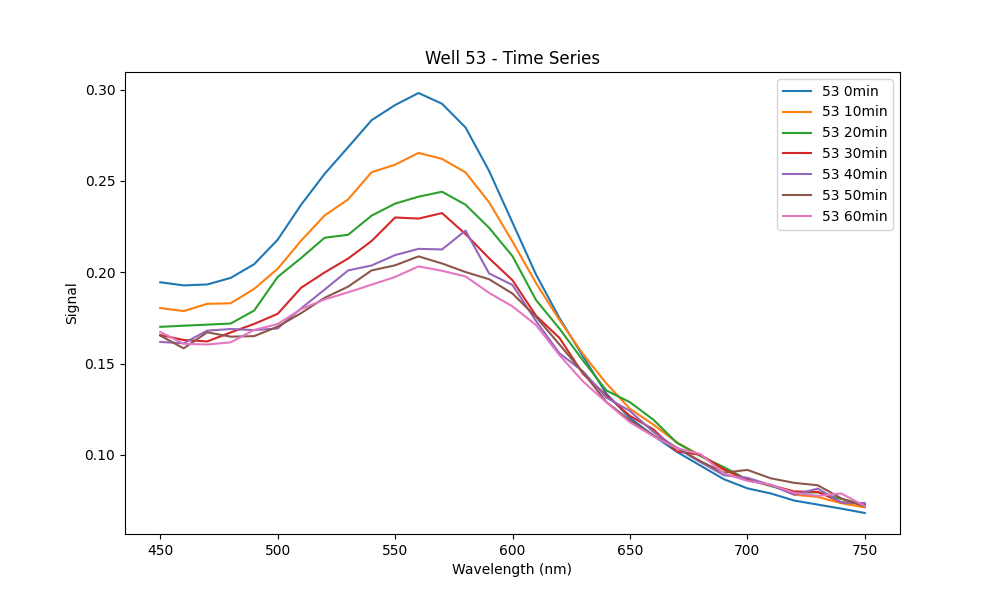 Well 53 - Time Series
Signal
0.30
0.25
0.20
0.15
0.10
53 0min
53 10min
53 20min
53 30min
53 40min
53 50min
53 60min
450 500 550 600 650 700 750
Wavelength (nm)